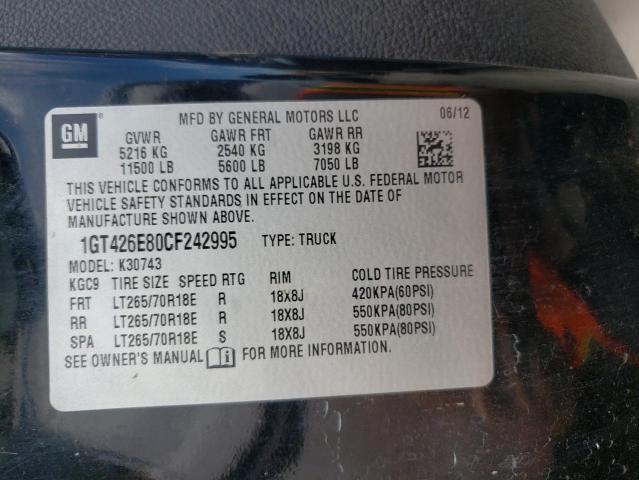 MFD BY GENERAL MOTORS LLC 06/12
GM
GVWR GAWR FRT GAWR RR
5216 KG 2540 KG 3198 KG
11500 LB 5600 LB 7050 LB
THIS VEHICLE CONFORMS TO ALL APPLICABLE U.S. FEDERAL MOTOR
VEHICLE SAFETY STANDARDS IN EFFECT ON THE DATE OF
MANUFACTURE SHOWN ABOVE.
1GT426E80CF242995 TYPE: TRUCK
MODEL: K30743
KGC9 TIRE SIZE SPEED RTG RIM COLD TIRE PRESSURE
FRT LT265/70R18E R 18X8J 420KPA(60PSI)
RR LT265/70R18E R 18X8J 550KPA(80PSI)
SPA LT265/70R18E S 18X8J 550KPA(80PSI)
SEE OWNER'S MANUAL i FOR MORE INFORMATION.